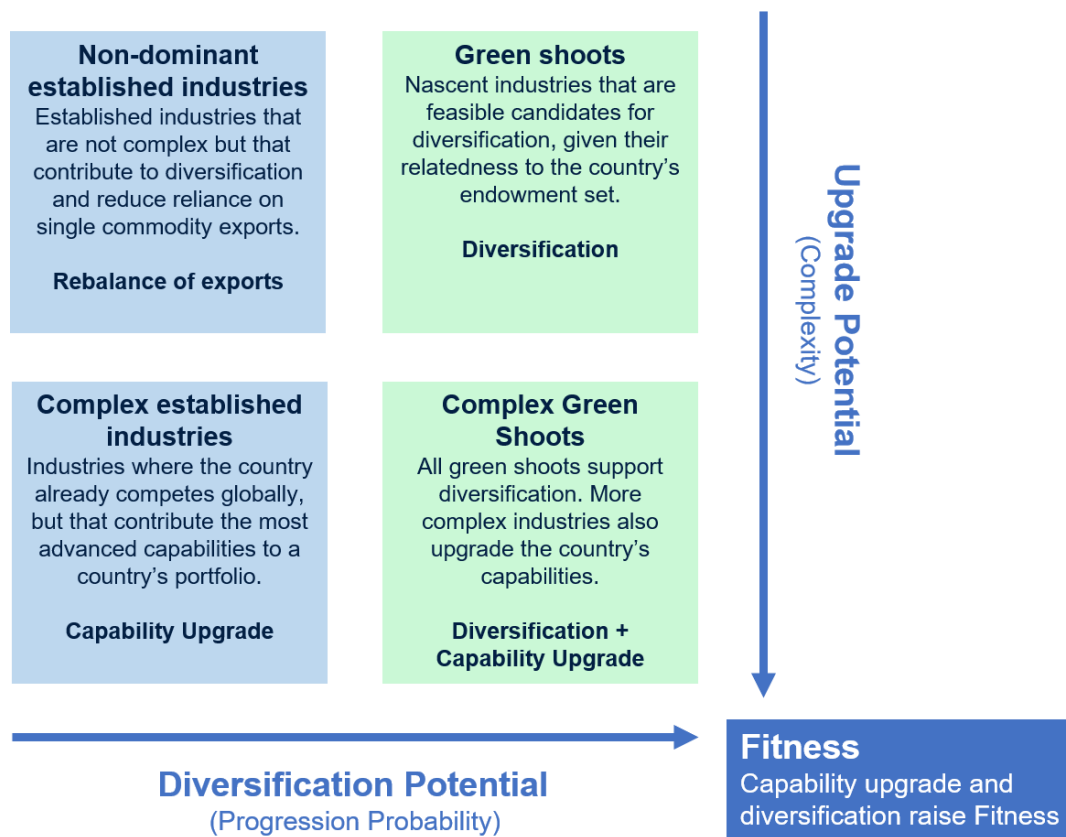 Non-dominant
established industries
Established industries that
are not complex but that
contribute to diversification
and reduce reliance on
single commodity exports.
Rebalance of exports
Green shoots
Nascent industries that are
feasible candidates for
diversification, given their
relatedness to the country's
endowment set.
Diversification
Complex established
industries
Industries where the country
already competes globally,
but that contribute the most
advanced capabilities to a
country's portfolio.
Capability Upgrade
Complex Green
Shoots
All green shoots support
diversification. More
complex industries also
upgrade the country's
capabilities.
Diversification +
Capability Upgrade
Upgrade Potential
(Complexity)
Diversification Potential
(Progression Probability)
Fitness
Capability upgrade and
diversification raise Fitness